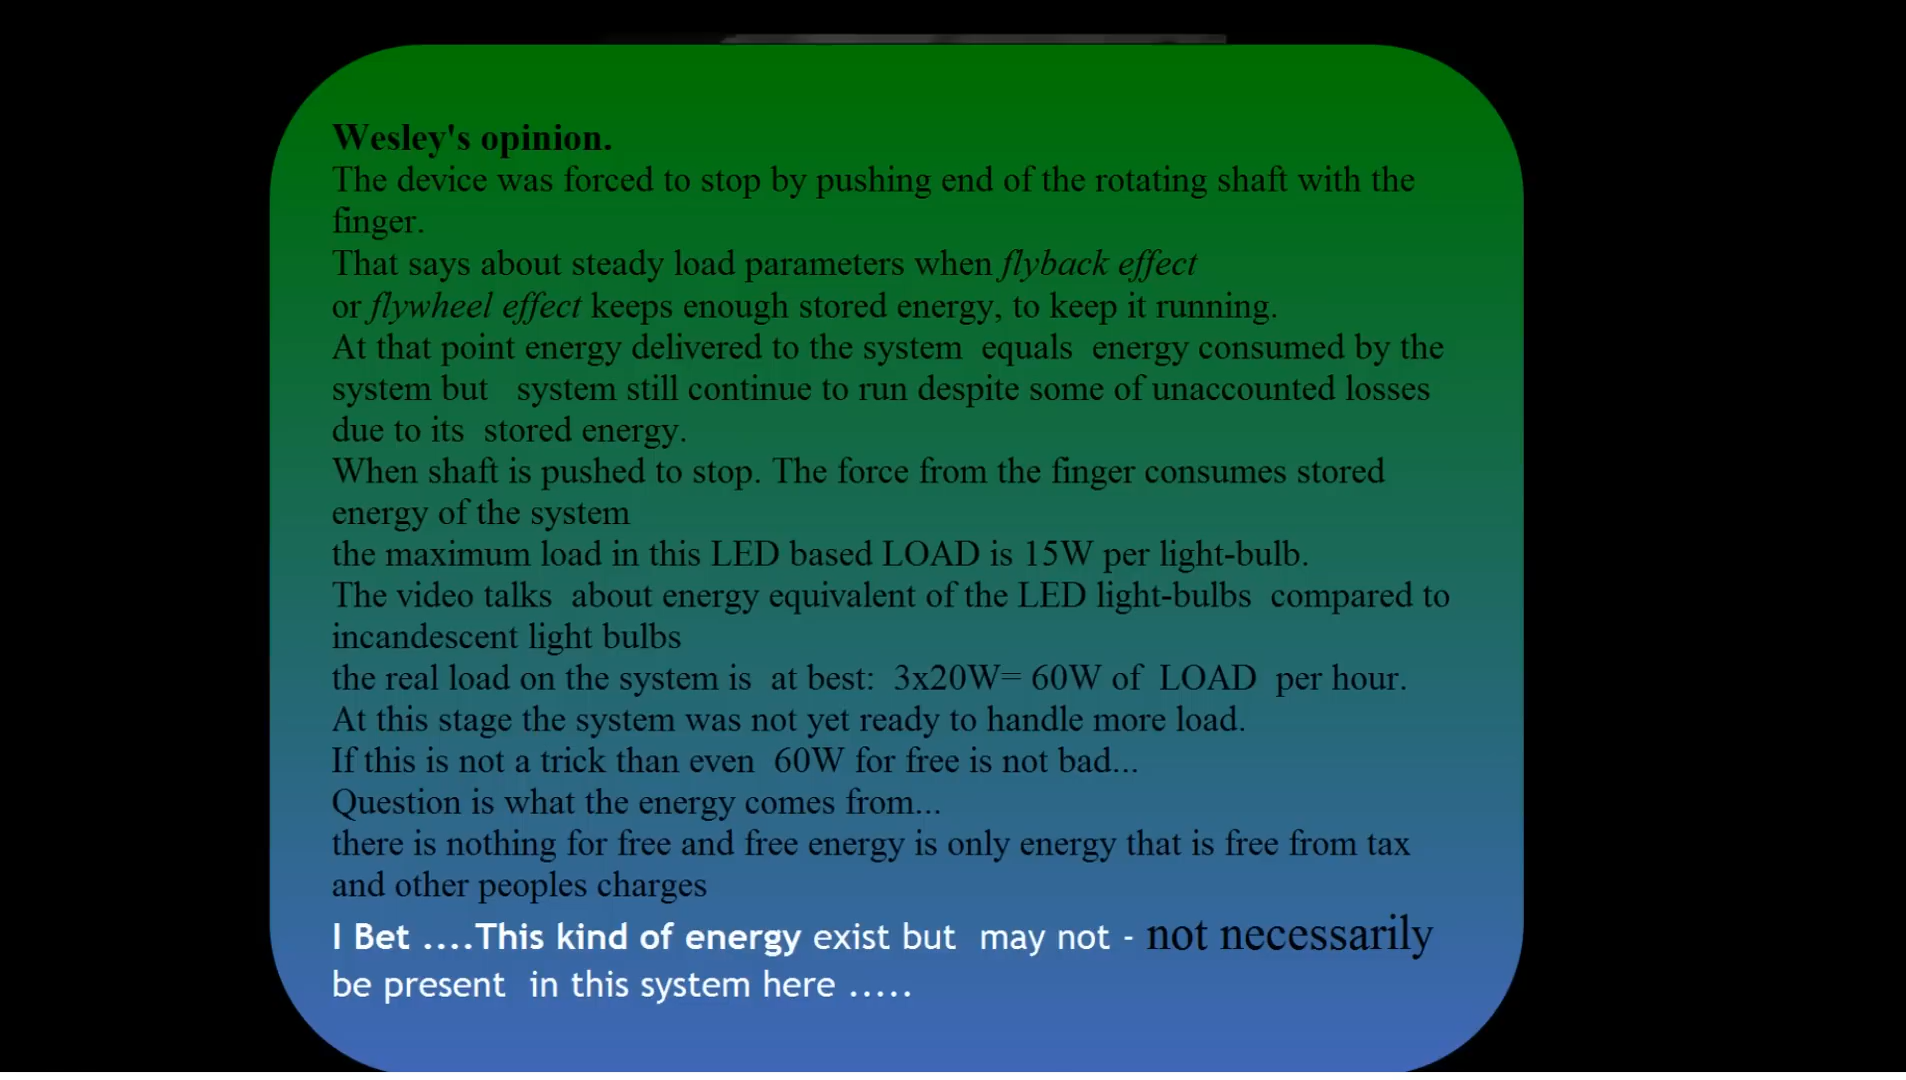 Wesley's opinion.
The device was forced to stop by pushing end of the rotating shaft with the
finger.
That says about steady load parameters when flyback effect
or flywheel effect keeps enough stored energy, to keep it running.
At that point energy delivered to the system equals energy consumed by the
system but system still continue to run despite some of unaccounted losses
due to its stored energy.
When shaft is pushed to stop. The force from the finger consumes stored
energy of the system
the maximum load in this LED based LOAD is 15W per light-bulb.
The video talks about energy equivalent of the LED light-bulbs compared to
incandescent light bulbs
the real load on the system is at best: 3x20W= 60W of LOAD per hour.
At this stage the system was not yet ready to handle more load.
If this is not a trick than even 60W for free is not bad...
Question is what the energy comes from...
there is nothing for free and free energy is only energy that is free from tax
and other peoples charges
I Bet ....This kind of energy exist but may not - not necessarily
be present in this system here .....